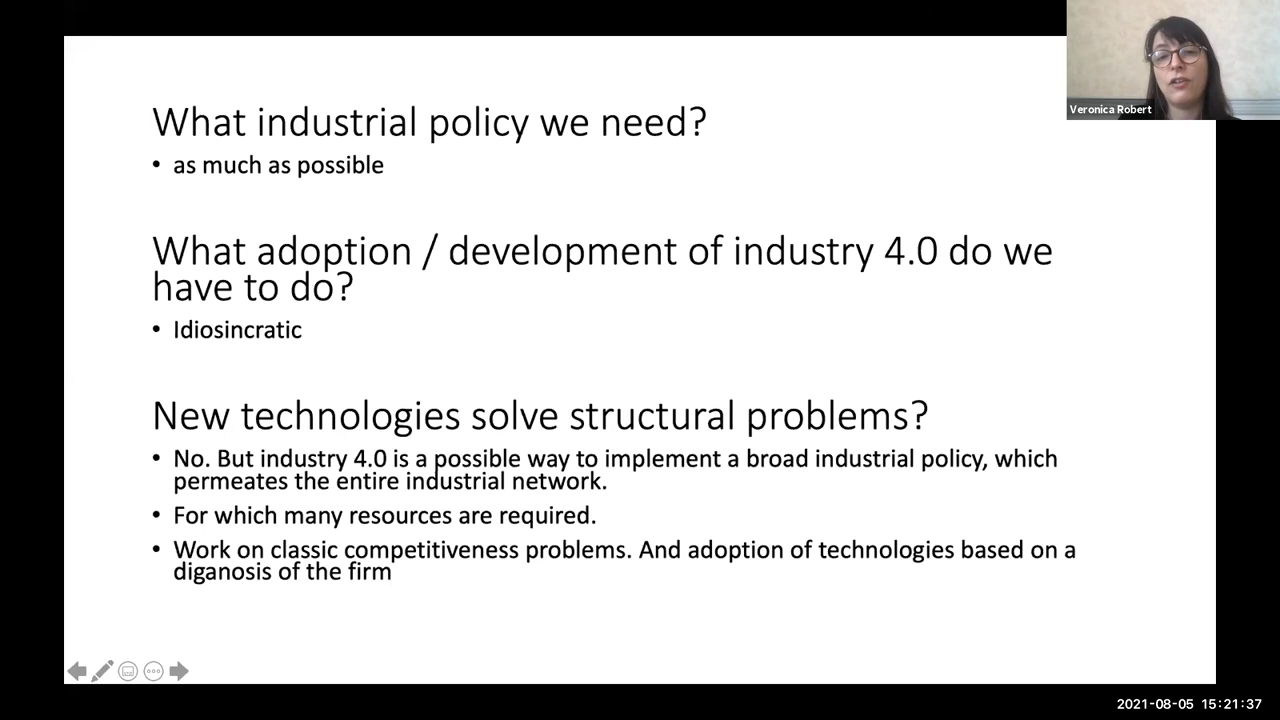 Veronica Robert
What industrial policy we need?
• as much as possible
What adoption / development of industry 4.0 do we
have to do?
• Idiosincratic
New technologies solve structural problems?
• No. But industry 4.0 is a possible way to implement a broad industrial policy, which
permeates the entire industrial network.
• For which many resources are required.
• Work on classic competitiveness problems. And adoption of technologies based on a
diganosis of the firm
2021-08-05 15:21:37